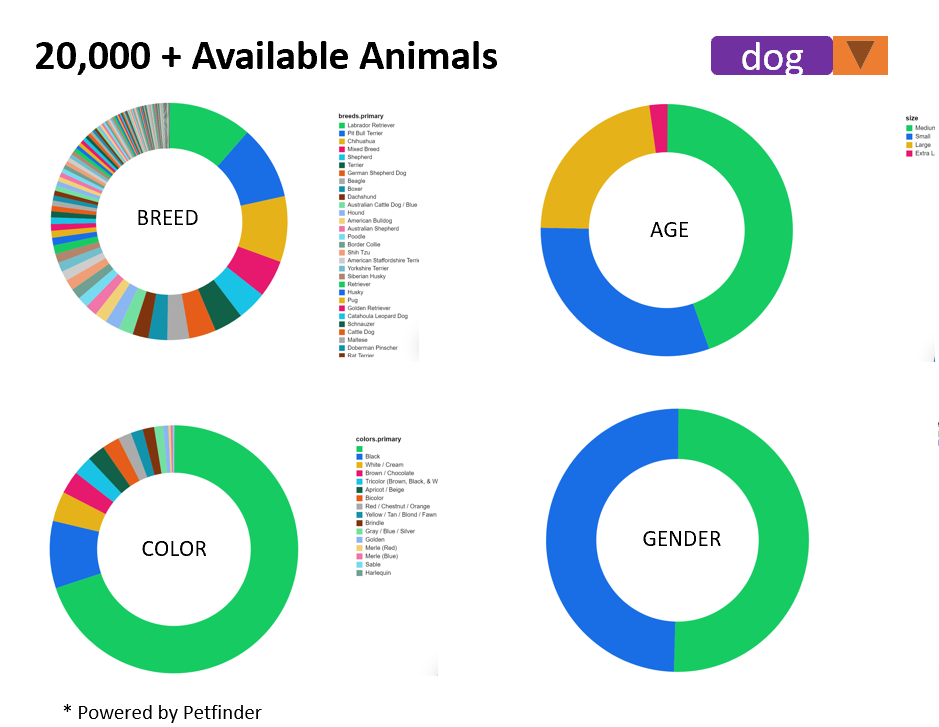 20,000 + Available Animals
dog
BREED
breeds.primary
Labrador Retriever
Pit Bull Terrier
Chihuahua
Mixed Breed
Shepherd
Terrier
German Shepherd Dog
Beagle
Boxer
Dachshund
Australian Cattle Dog / Blue
Hound
American Bulldog
Australian Shepherd
Poodle
Border Collie
Shih Tzu
American Staffordshire Terri
Yorkshire Terrier
Siberian Husky
Retriever
Husky
Pug
Golden Retriever
Catahoula Leopard Dog
Schnauzer
Cattle Dog
Maltese
Doberman Pinscher
Rat Terrier
AGE
size
Medium
Small
Large
Extra L
COLOR
colors.primary
Black
White / Cream
Brown / Chocolate
Tricolor (Brown, Black, & W
Apricot / Beige
Bicolor
Red / Chestnut / Orange
Yellow / Tan / Blond / Fawn
Brindle
Gray / Blue / Silver
Golden
Merle (Red)
Merle (Blue)
Sable
Harlequin
GENDER
* Powered by Petfinder